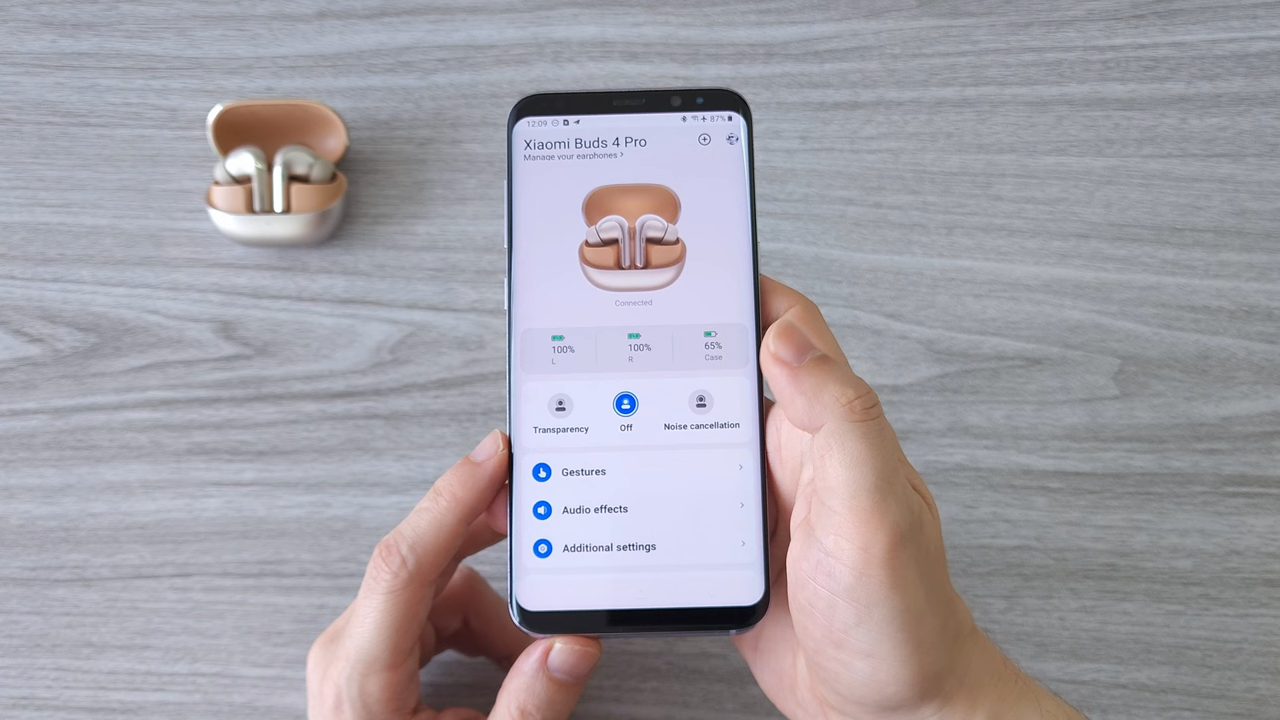 12:09
87%
Xiaomi Buds 4 Pro
Manage your earphones >
Connected
100%
100%
65%
L
R
Case
Transparency
Off
Noise cancellation
Gestures
Audio effects
Additional settings